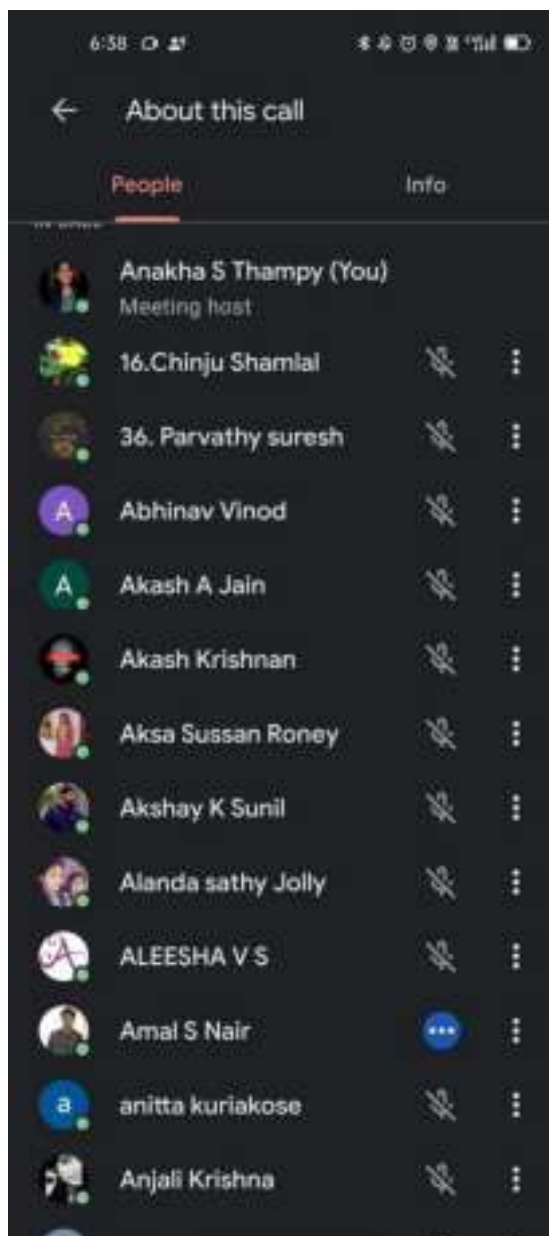 6:38
About this call
People
Info
Anakha S Thampy (You)
Meeting host
16.Chinju Shamlal
36. Parvathy suresh
A
Abhinav Vinod
A
Akash A Jain
Akash Krishnan
Aksa Sussan Roney
Akshay K Sunil
Alanda sathy Jolly
A
ALEESHA V S
Amal S Nair
a
anitta kuriakose
Anjali Krishna